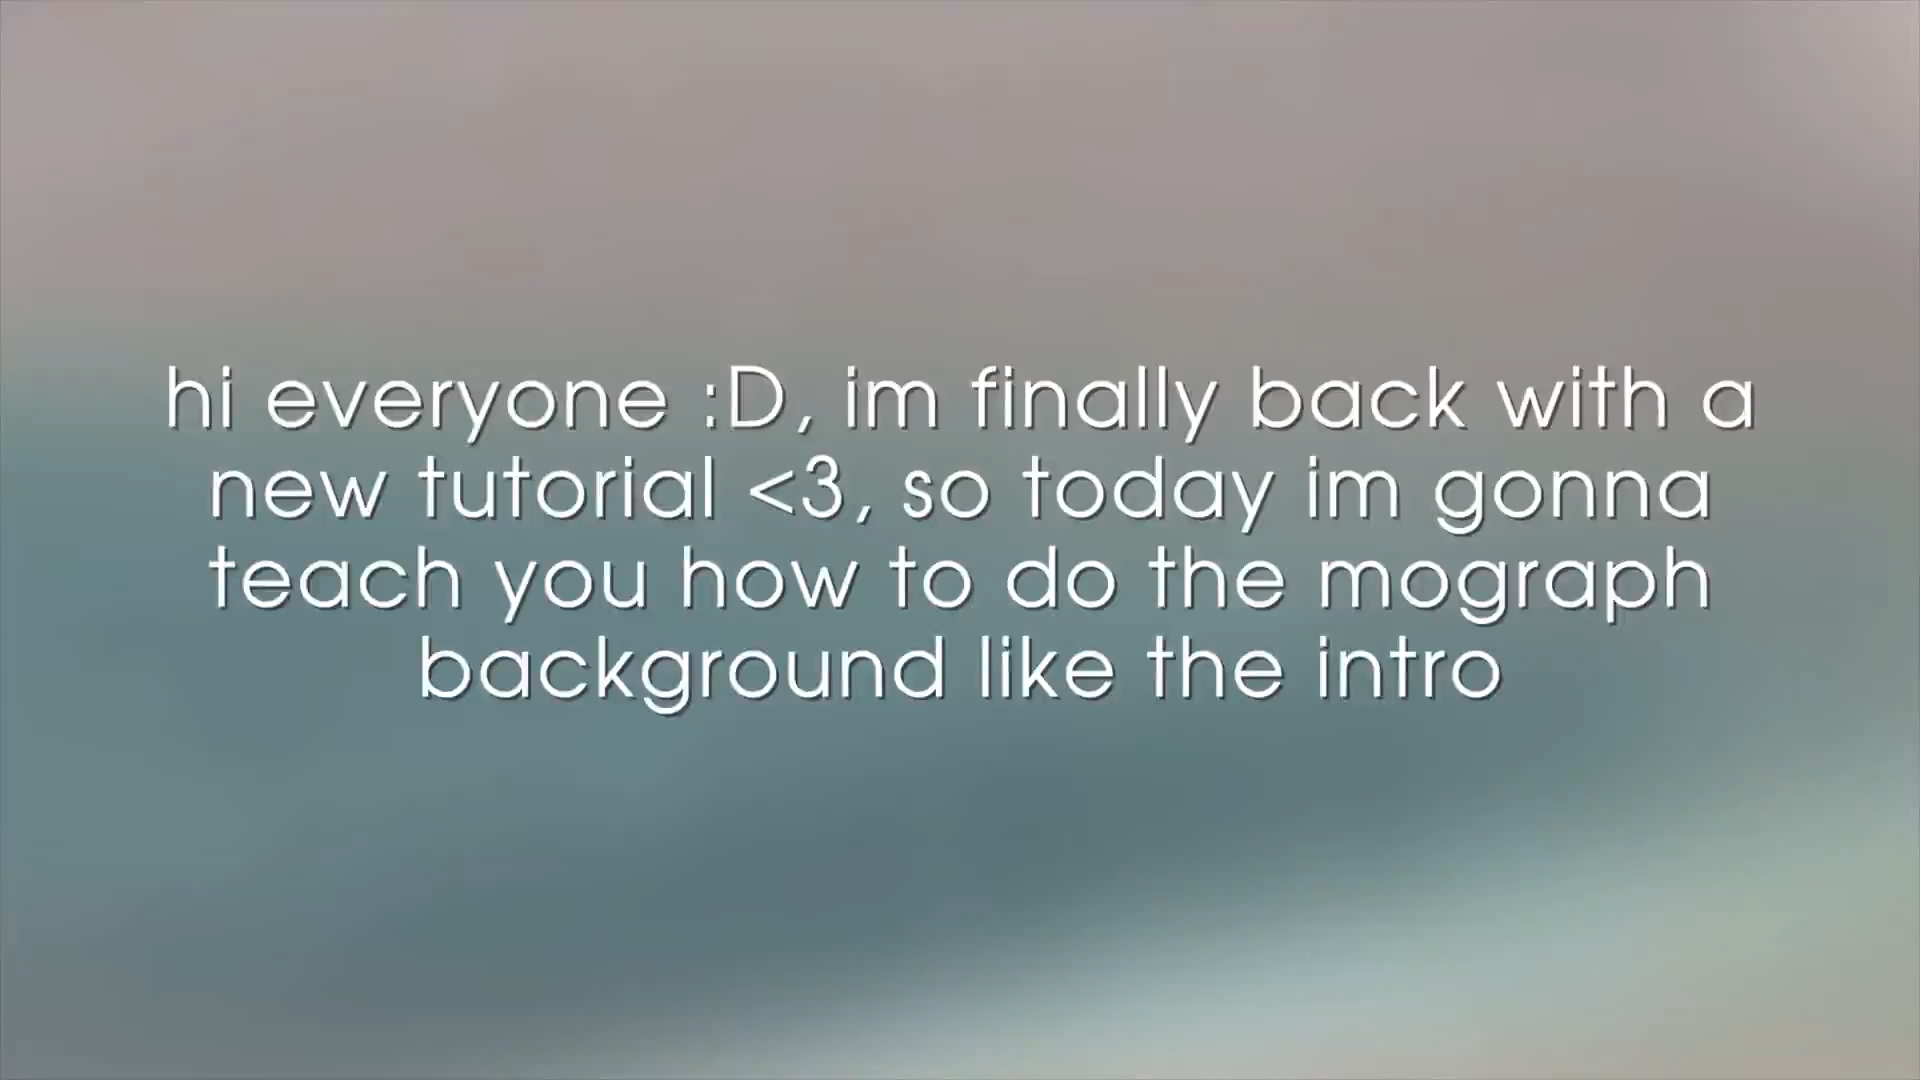 hi everyone :D, im finally back with a
new tutorial <3, so today im gonna
teach you how to do the mograph
background like the intro